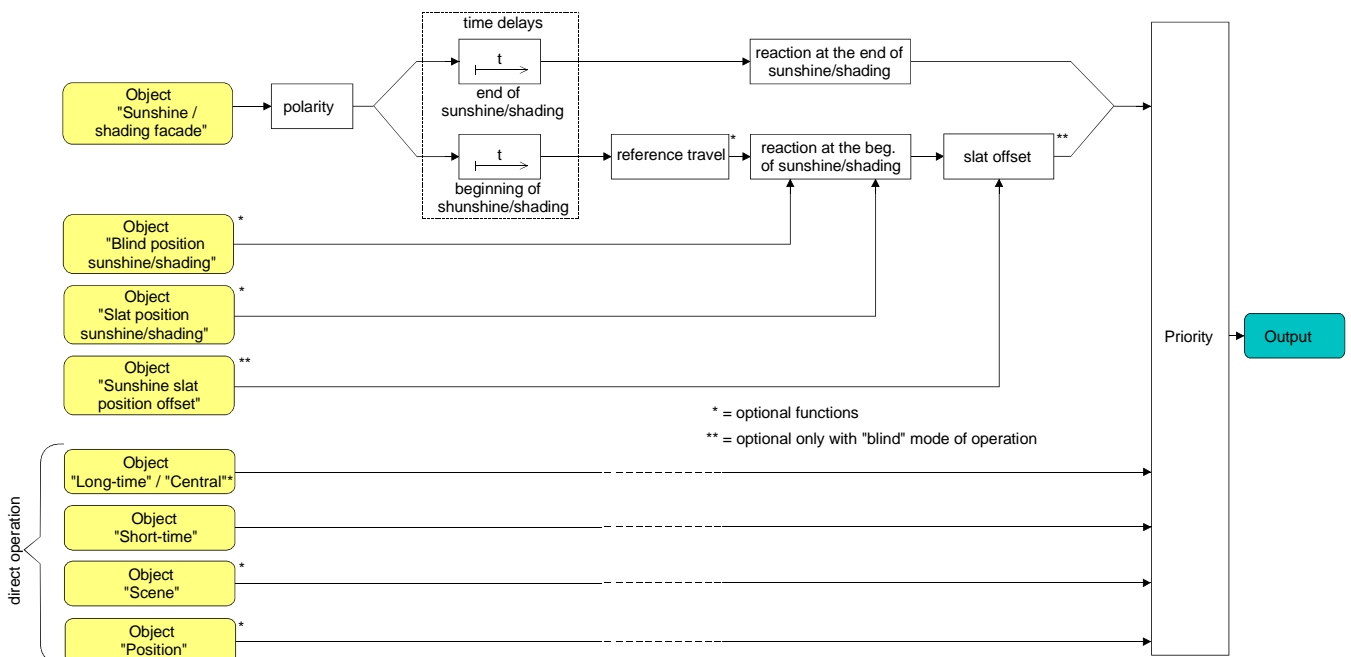 time delays
t
end of
sunshine/shading
reaction at the end of
sunshine/shading
Object
"Sunshine /
shading facade"
polarity
t
beginning of
shunshine/shading
reference travel
*
reaction at the beg.
of sunshine/shading
slat offset
**
Object
"Blind position
sunshine/shading"
*
Object
"Slat position
sunshine/shading"
*
Object
"Sunshine slat
position offset"
**
Priority
Output
* = optional functions
** = optional only with "blind" mode of operation
direct operation
Object
"Long-time" / "Central"*
Object
"Short-time"
Object
"Scene"
*
Object
"Position"
*